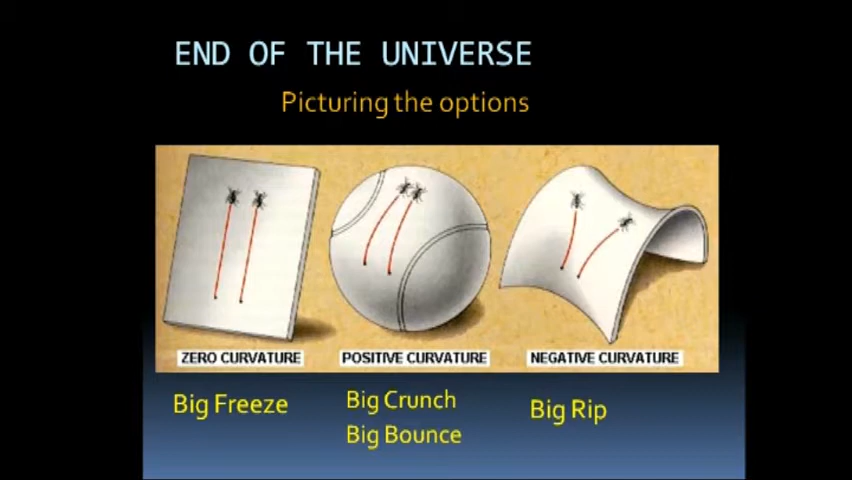 END OF THE UNIVERSE
Picturing the options
ZERO CURVATURE
POSITIVE CURVATURE
NEGATIVE CURVATURE
Big Freeze
Big Crunch
Big Bounce
Big Rip